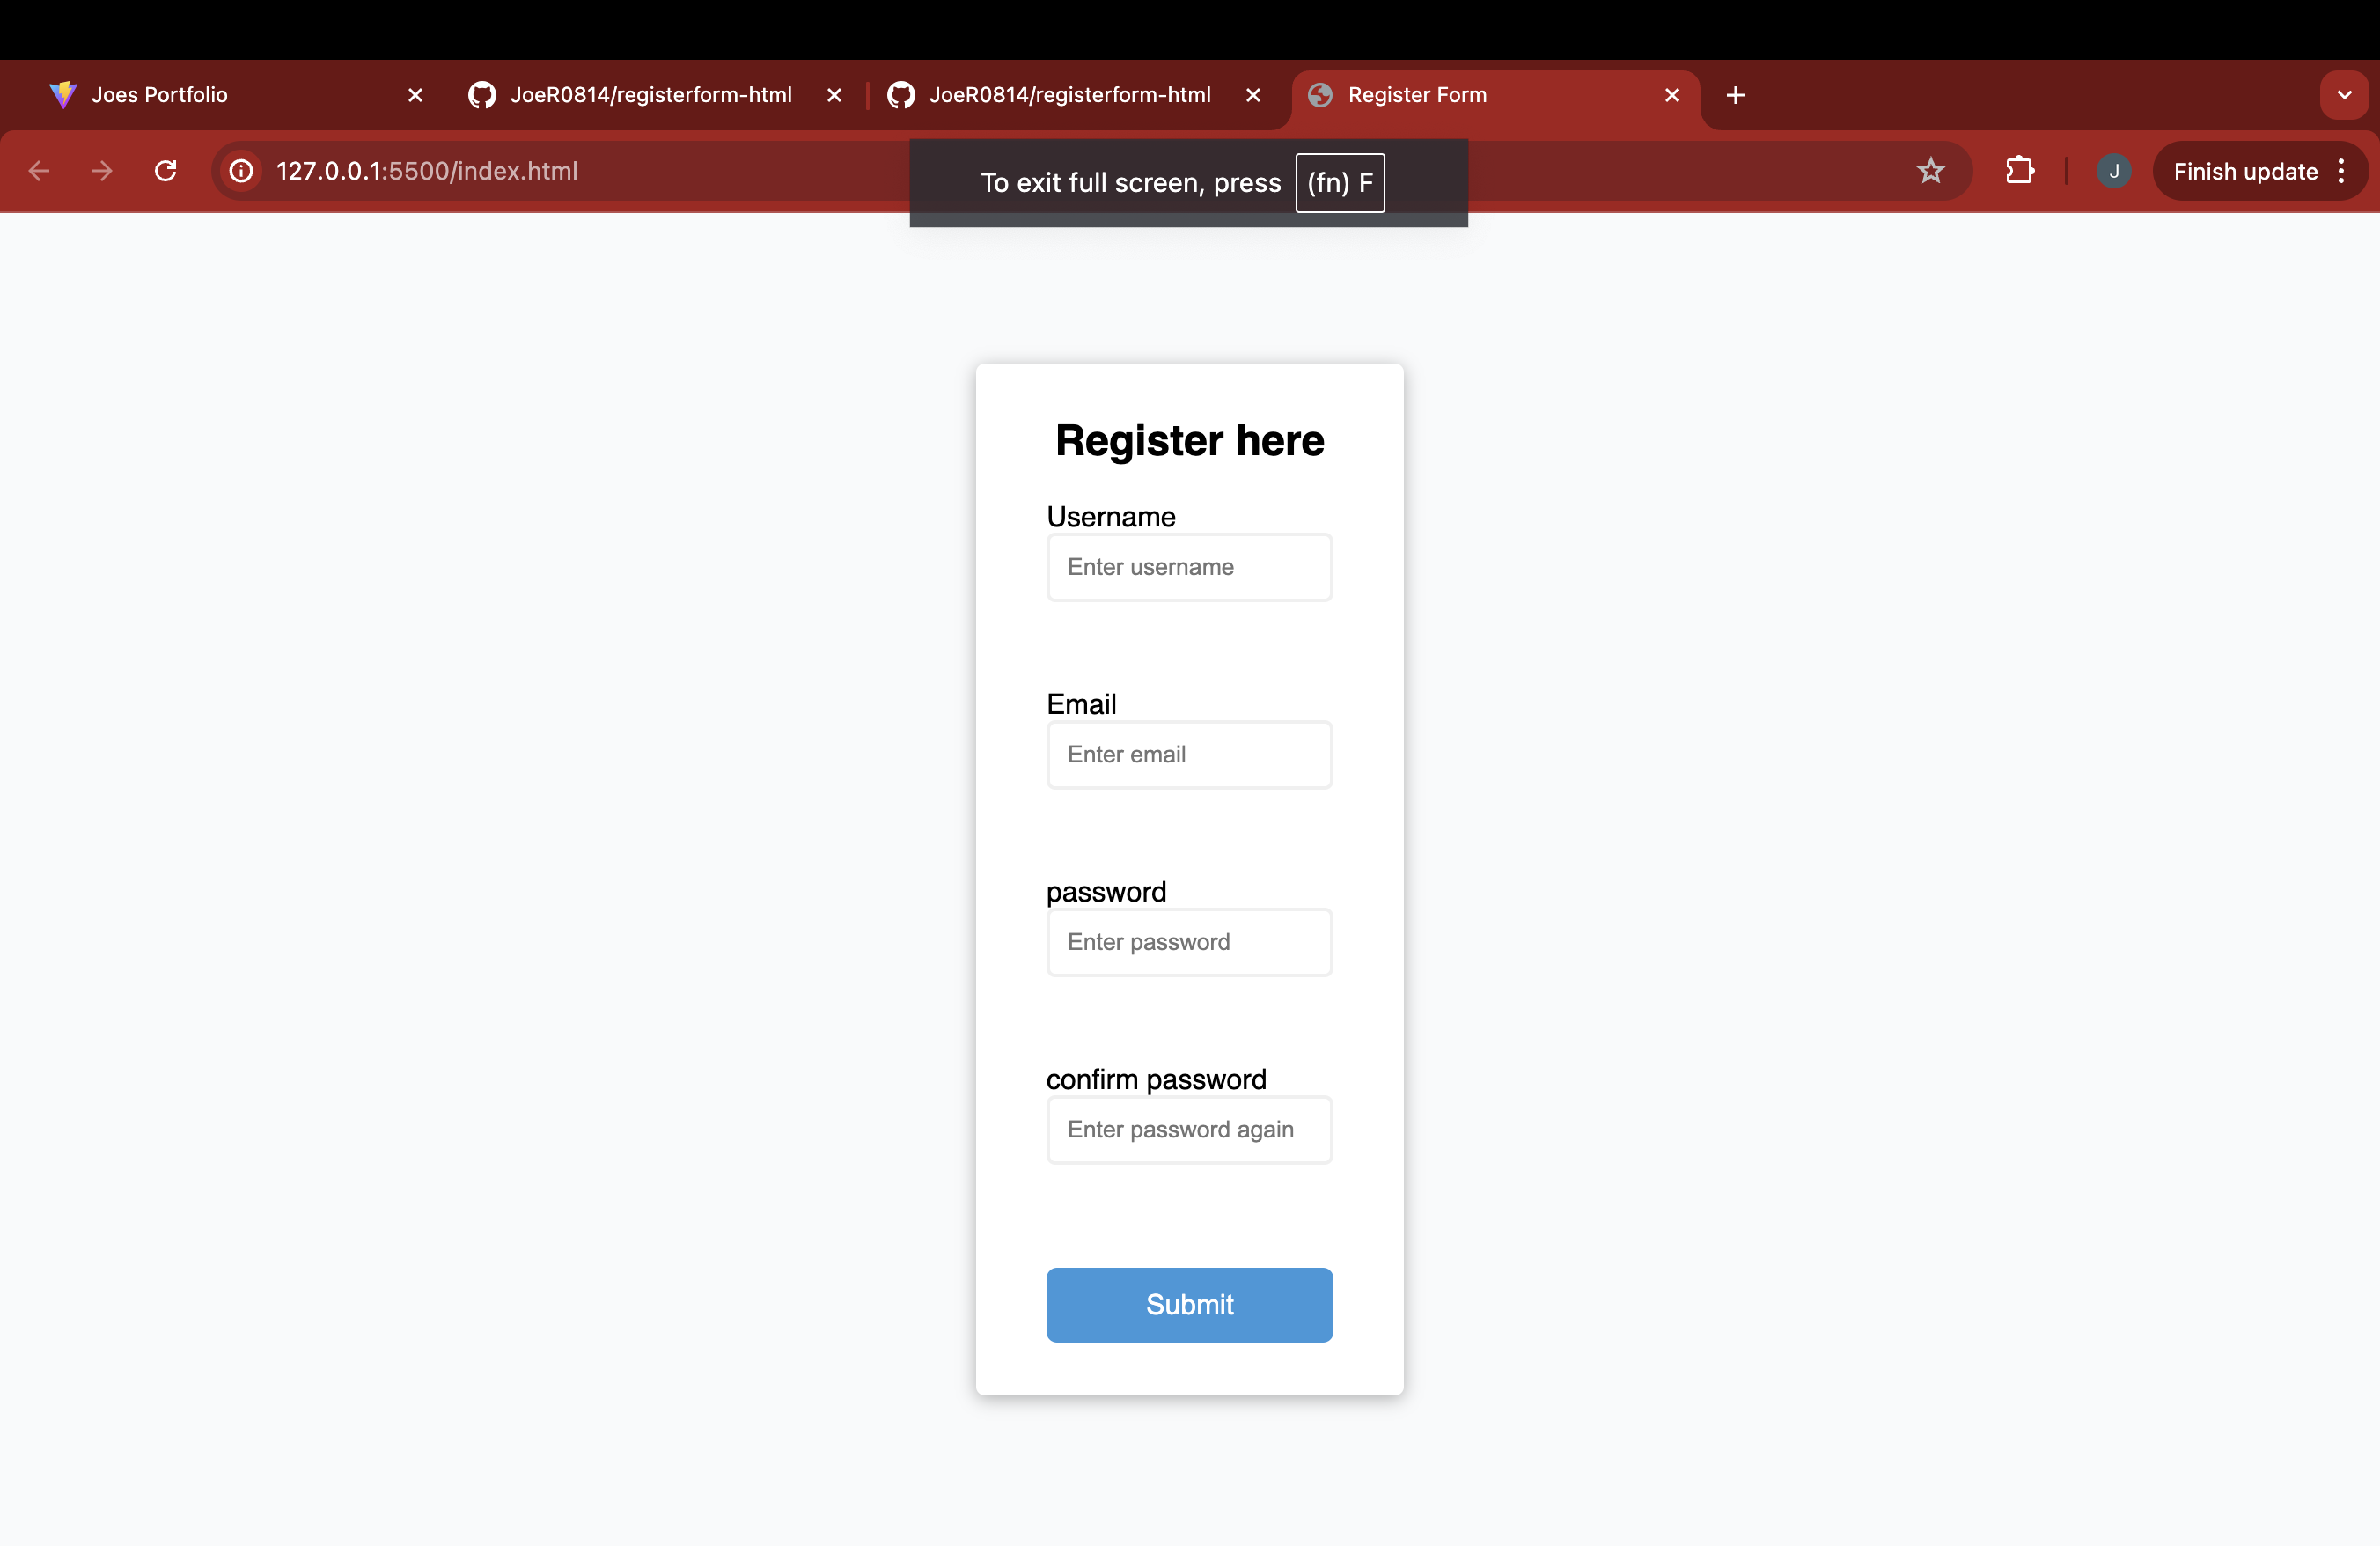 Joes Portfolio
JoeR0814/registerform-html
JoeR0814/registerform-html
Register Form
127.0.0.1:5500/index.html
To exit full screen, press (fn) F
J
Finish update
Register here
Username
Enter username
Email
Enter email
password
Enter password
confirm password
Enter password again
Submit